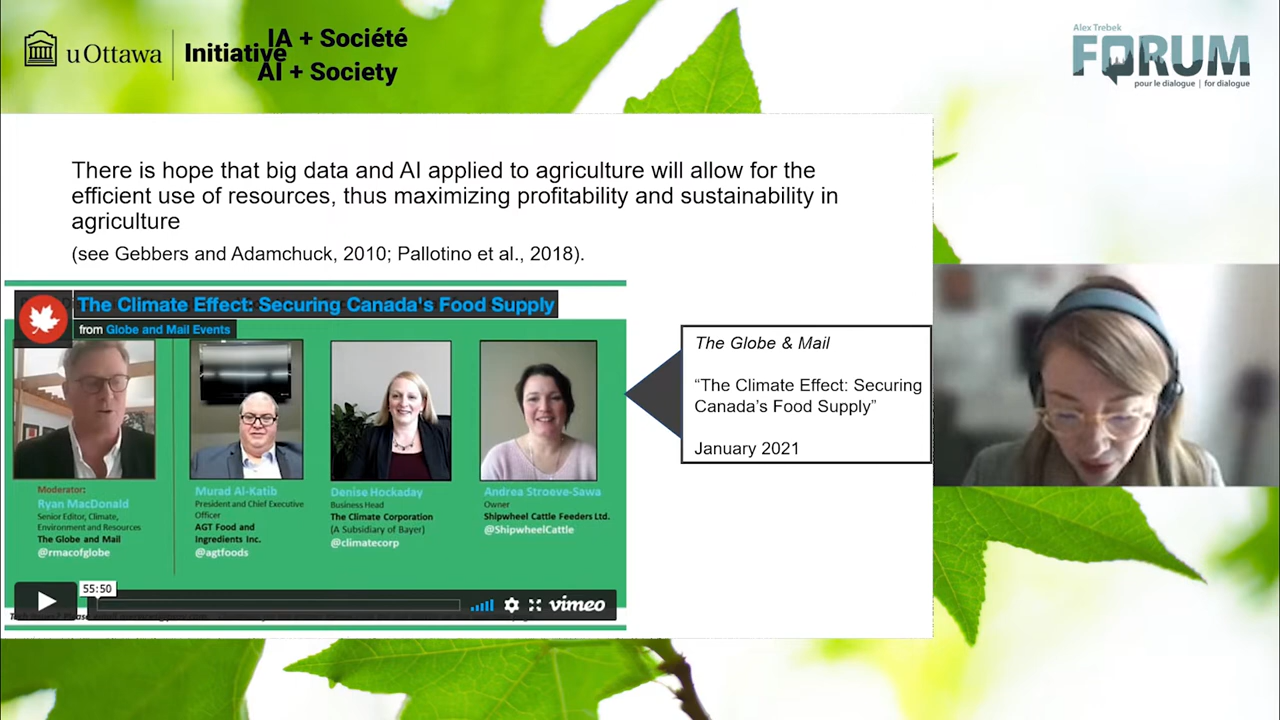 uOttawa
Initiative
IA + Société
AI + Society
Alex Trebek
FORUM
pour le dialogue | for dialogue
There is hope that big data and AI applied to agriculture will allow for the
efficient use of resources, thus maximizing profitability and sustainability in
agriculture
(see Gebbers and Adamchuck, 2010; Pallotino et al., 2018).
The Climate Effect: Securing Canada's Food Supply
from Globe and Mail Events
Moderator:
Ryan MacDonald
Senior Editor, Climate,
Environment and Resources
The Globe and Mail
@rmacofglobe
Murad Al-Katib
President and Chief Executive
Officer
AGT Food and
Ingredients Inc.
@agtfoods
Denise Hockaday
Business Head
The Climate Corporation
(A Subsidiary of Bayer)
@climatecorp
Andrea Stroeve-Sawa
Owner
Shipwheel Cattle Feeders Ltd.
@ShipwheelCattle
55:50
vimeo
The Globe & Mail
“The Climate Effect: Securing
Canada’s Food Supply”
January 2021